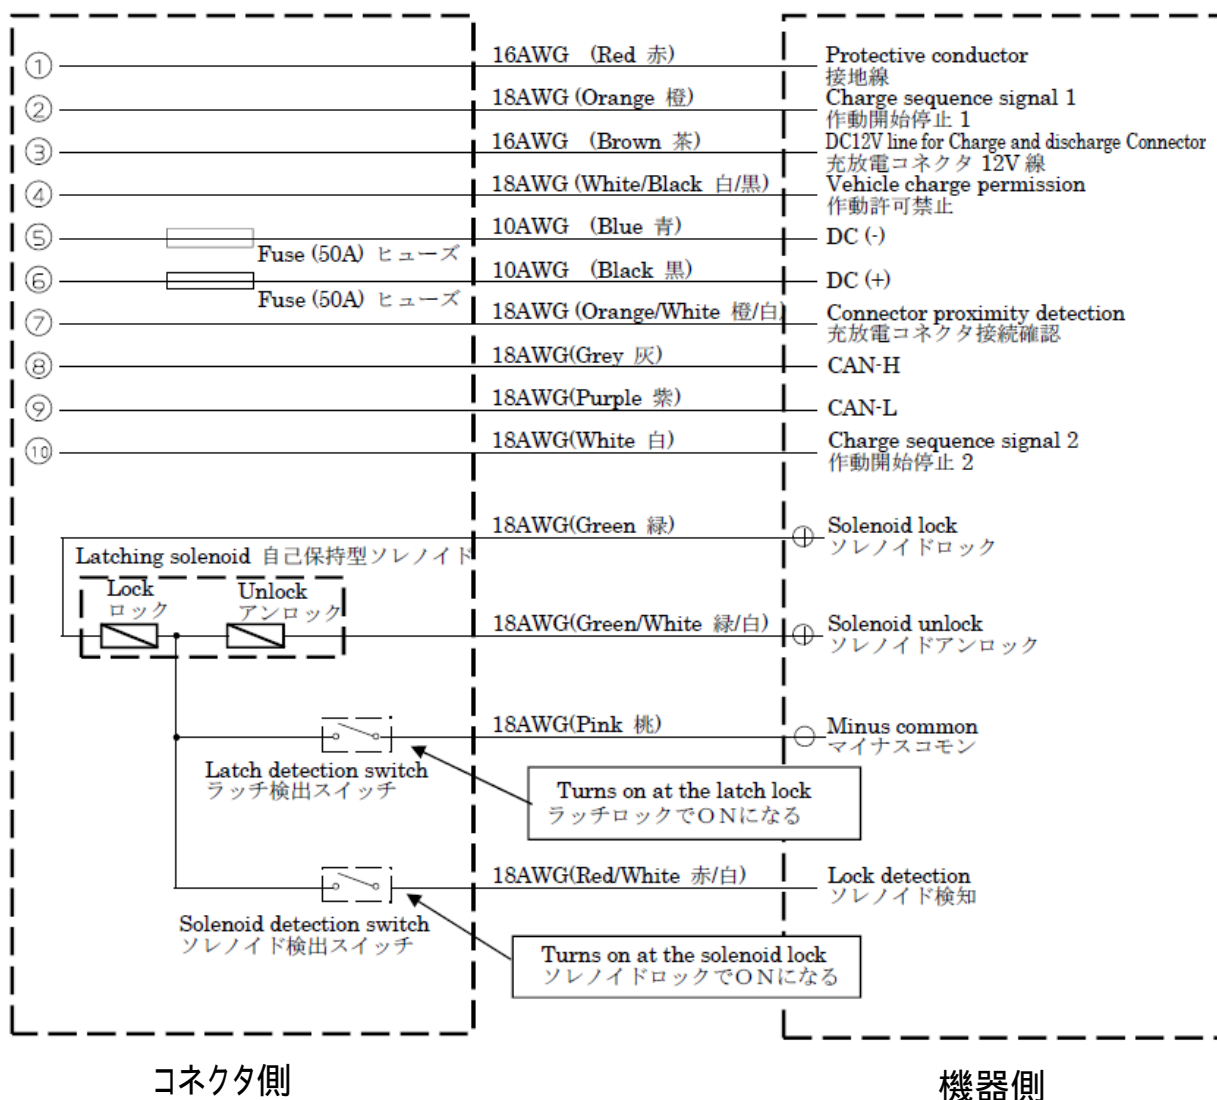 ① 16AWG (Red 赤) Protective conductor
接地線
② 18AWG (Orange 橙) Charge sequence signal 1
作動開始停止 1
③ 16AWG (Brown 茶) DC12V line for Charge and discharge Connector
充放電コネクタ 12V 線
④ 18AWG (White/Black 白/黒) Vehicle charge permission
作動許可禁止
⑤ 10AWG (Blue 青) DC (-)
Fuse (50A) ヒューズ
⑥ 10AWG (Black 黒) DC (+)
Fuse (50A) ヒューズ
⑦ 18AWG (Orange/White 橙/白) Connector proximity detection
充放電コネクタ接続確認
⑧ 18AWG(Grey 灰) CAN-H
⑨ 18AWG(Purple 紫) CAN-L
⑩ 18AWG(White 白) Charge sequence signal 2
作動開始停止 2
18AWG(Green 緑) Solenoid lock
ソレノイドロック
Latching solenoid 自己保持型ソレノイド
Lock Unlock
ロック アンロック
18AWG(Green/White 緑/白) Solenoid unlock
ソレノイドアンロック
18AWG(Pink 桃) Minus common
マイナスコモン
Latch detection switch
ラッチ検出スイッチ
Turns on at the latch lock
ラッチロックでONになる
18AWG(Red/White 赤/白) Lock detection
ソレノイド検知
Solenoid detection switch
ソレノイド検出スイッチ
Turns on at the solenoid lock
ソレノイドロックでONになる
コネクタ側 機器側